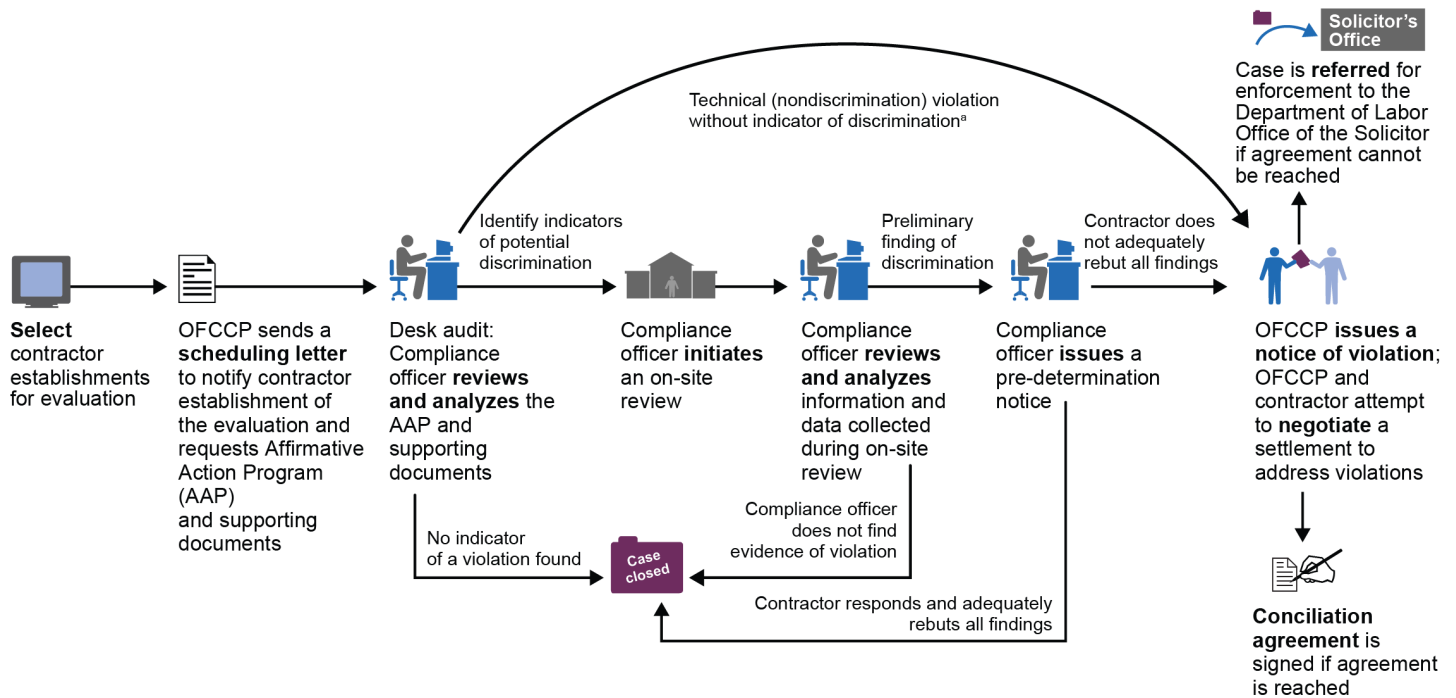 Solicitor's
Office
Case is referred for
enforcement to the
Department of Labor
Office of the Solicitor
if agreement cannot
be reached
Technical (nondiscrimination) violation
without indicator of discriminationᵃ
Identify indicators
of potential
discrimination
Preliminary
finding of
discrimination
Contractor does
not adequately
rebut all findings
Select
contractor
establishments
for evaluation
OFCCP sends a
scheduling letter
to notify contractor
establishment of
the evaluation and
requests Affirmative
Action Program
(AAP)
and supporting
documents
Desk audit:
Compliance
officer reviews
and analyzes the
AAP and
supporting
documents
Compliance
officer initiates
an on-site
review
Compliance
officer reviews
and analyzes
information and
data collected
during on-site
review
Compliance
officer issues a
pre-determination
notice
OFCCP issues a
notice of violation;
OFCCP and
contractor attempt
to negotiate a
settlement to
address violations
No indicator
of a violation found
Case
closed
Compliance officer
does not find
evidence of violation
Contractor responds and adequately
rebuts all findings
Conciliation
agreement is
signed if agreement
is reached